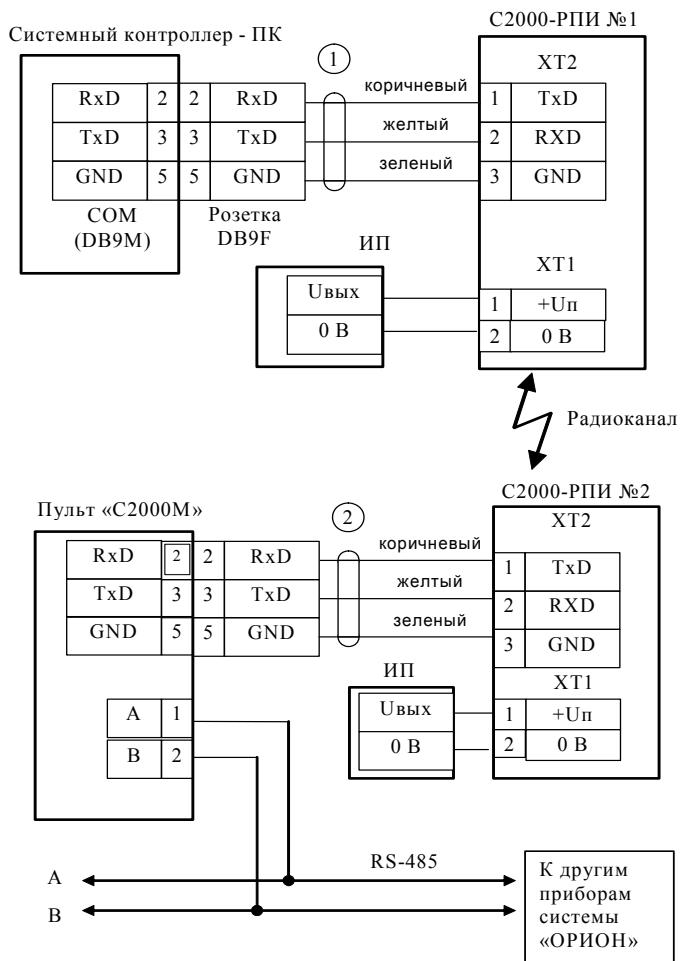 С2000-РПИ №1
Системный контроллер - ПК
1
XT2
RxD 2 2 RxD коричневый 1 TxD
TxD 3 3 TxD желтый 2 RXD
GND 5 5 GND зеленый 3 GND
COM
(DB9M)
Розетка
DB9F
ИП
XT1
Uвых 1 +Uп
0 В 2 0 В
Радиоканал
С2000-РПИ №2
Пульт «С2000М»
2
XT2
RxD 2 2 RxD коричневый 1 TxD
TxD 3 3 TxD желтый 2 RXD
GND 5 5 GND зеленый 3 GND
ИП
XT1
A 1 Uвых 1 +Uп
B 2 0 В 2 0 В
RS-485
A
B
К другим
приборам
системы
«ОРИОН»